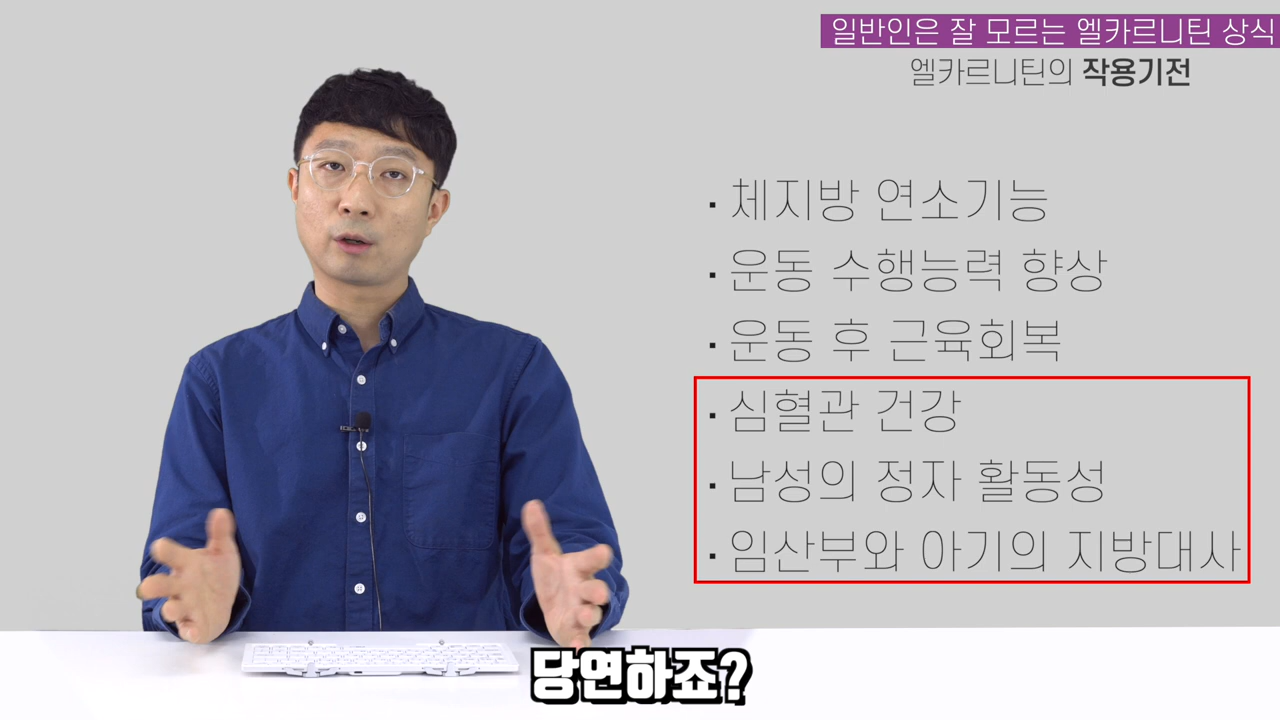 일반인은 잘 모르는 엘카르니틴 상식
엘카르니틴의 작용기전
· 체지방 연소기능
· 운동 수행능력 향상
· 운동 후 근육회복
· 심혈관 건강
· 남성의 정자 활동성
· 임산부와 아기의 지방대사
당연하죠?